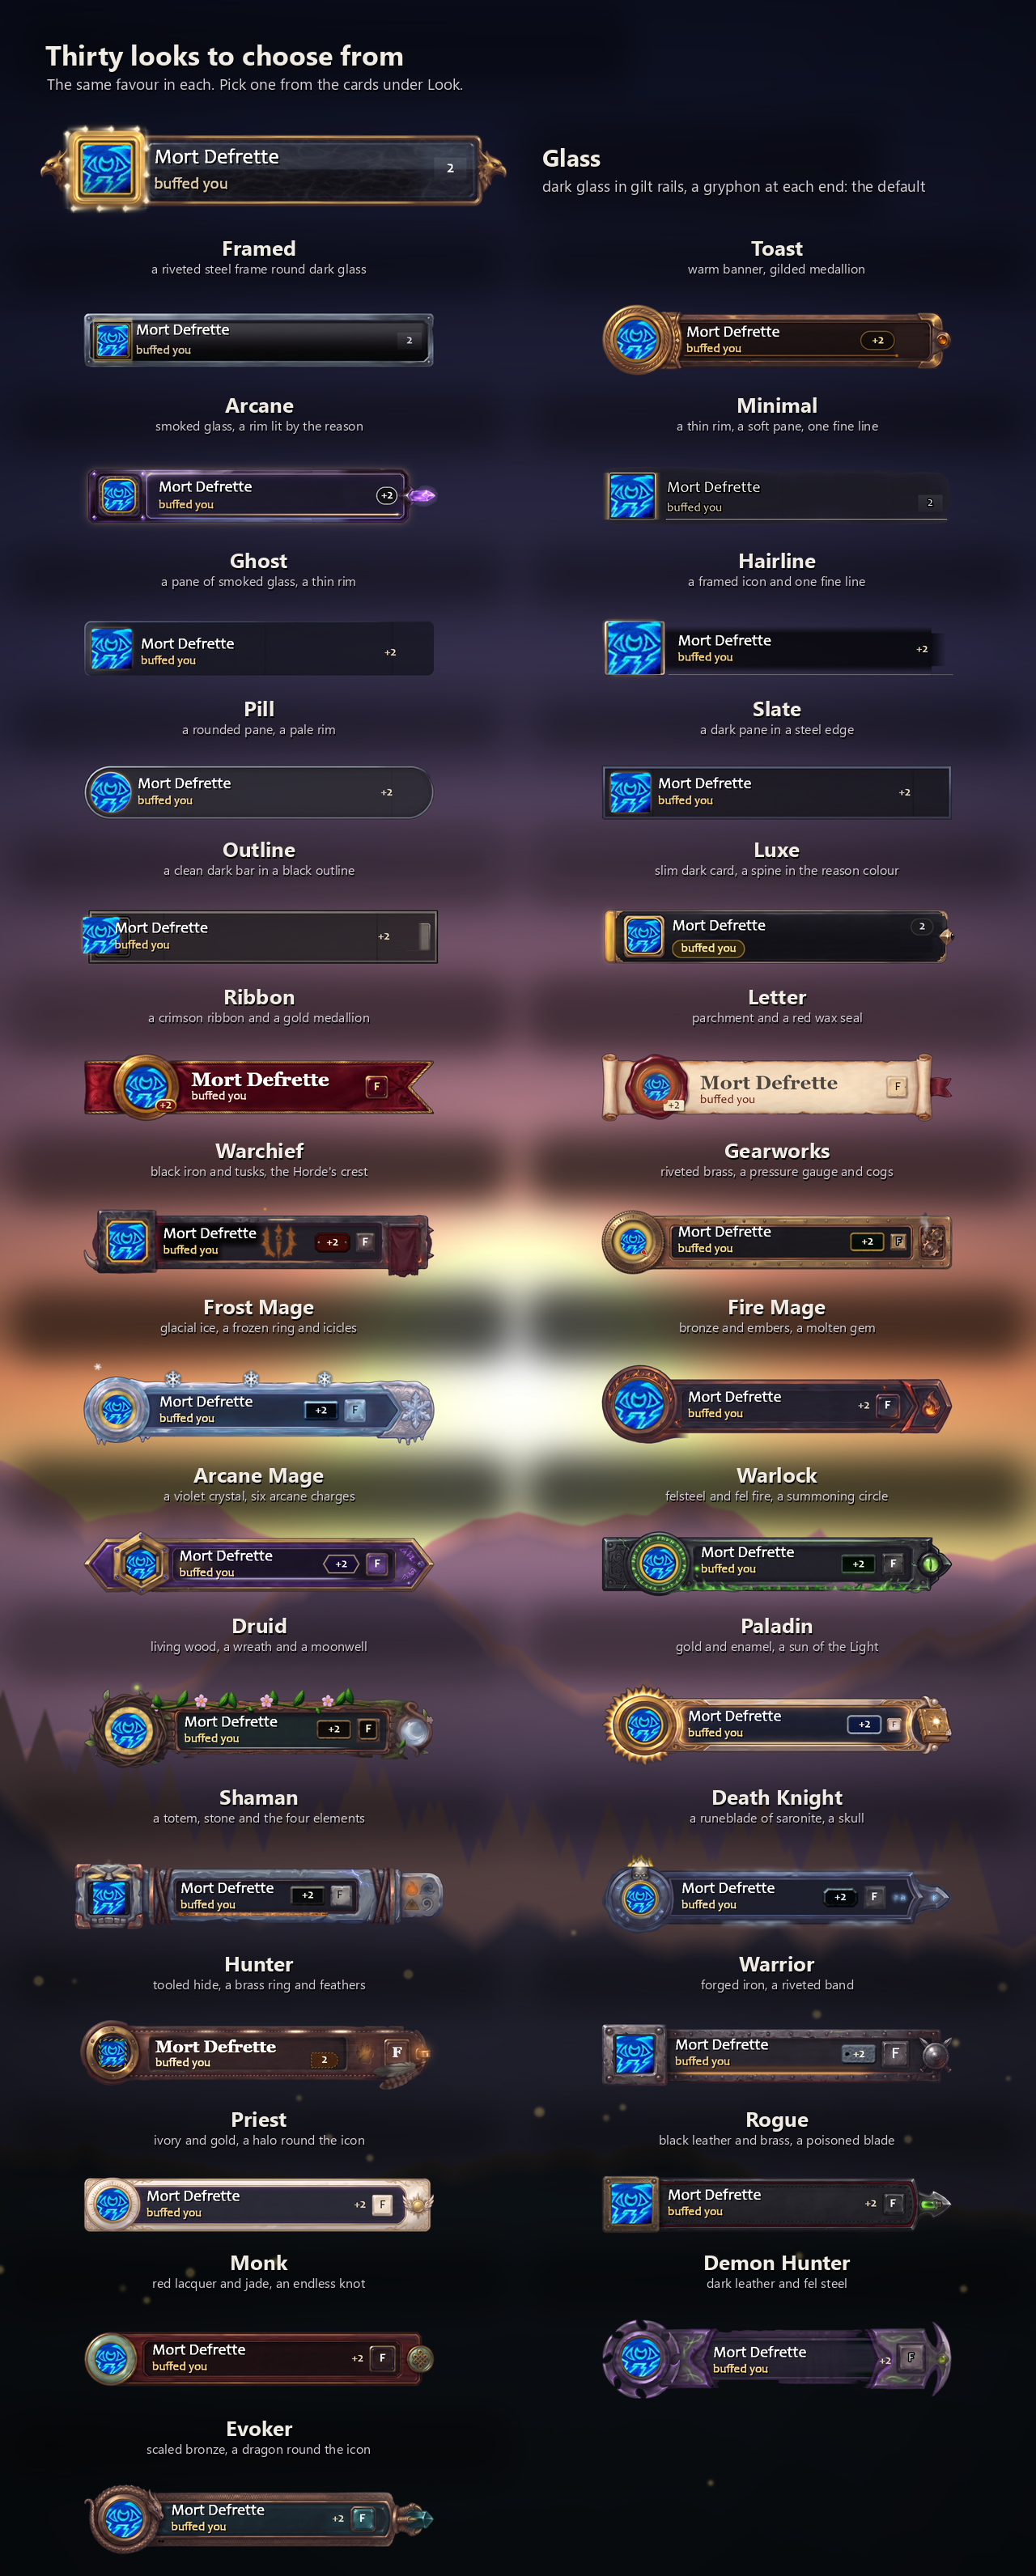 Thirty looks to choose from
The same favour in each. Pick one from the cards under Look.
Mort Defrette
buffed you
2
Glass
dark glass in gilt rails, a gryphon at each end: the default
Framed
a riveted steel frame round dark glass
Mort Defrette
buffed you
2
Toast
warm banner, gilded medallion
Mort Defrette
buffed you
+2
Arcane
smoked glass, a rim lit by the reason
Mort Defrette
buffed you
+2
Minimal
a thin rim, a soft pane, one fine line
Mort Defrette
buffed you
2
Ghost
a pane of smoked glass, a thin rim
Mort Defrette
buffed you
+2
Hairline
a framed icon and one fine line
Mort Defrette
buffed you
+2
Pill
a rounded pane, a pale rim
Mort Defrette
buffed you
+2
Slate
a dark pane in a steel edge
Mort Defrette
buffed you
+2
Outline
a clean dark bar in a black outline
Mort Defrette
buffed you
+2
Luxe
slim dark card, a spine in the reason colour
Mort Defrette
buffed you
2
Ribbon
a crimson ribbon and a gold medallion
Mort Defrette
buffed you
+2
F
Letter
parchment and a red wax seal
Mort Defrette
buffed you
+2
F
Warchief
black iron and tusks, the Horde's crest
Mort Defrette
buffed you
+2
F
Gearworks
riveted brass, a pressure gauge and cogs
Mort Defrette
buffed you
+2
F
Frost Mage
glacial ice, a frozen ring and icicles
Mort Defrette
buffed you
+2
F
Fire Mage
bronze and embers, a molten gem
Mort Defrette
buffed you
+2
F
Arcane Mage
a violet crystal, six arcane charges
Mort Defrette
buffed you
+2
F
Warlock
felsteel and fel fire, a summoning circle
Mort Defrette
buffed you
+2
F
Druid
living wood, a wreath and a moonwell
Mort Defrette
buffed you
+2
F
Paladin
gold and enamel, a sun of the Light
Mort Defrette
buffed you
+2
F
Shaman
a totem, stone and the four elements
Mort Defrette
buffed you
+2
F
Death Knight
a runeblade of saronite, a skull
Mort Defrette
buffed you
+2
F
Hunter
tooled hide, a brass ring and feathers
Mort Defrette
buffed you
2
F
Warrior
forged iron, a riveted band
Mort Defrette
buffed you
+2
F
Priest
ivory and gold, a halo round the icon
Mort Defrette
buffed you
+2
F
Rogue
black leather and brass, a poisoned blade
Mort Defrette
buffed you
+2
F
Monk
red lacquer and jade, an endless knot
Mort Defrette
buffed you
+2
F
Demon Hunter
dark leather and fel steel
Mort Defrette
buffed you
+2
F
Evoker
scaled bronze, a dragon round the icon
Mort Defrette
buffed you
+2
F